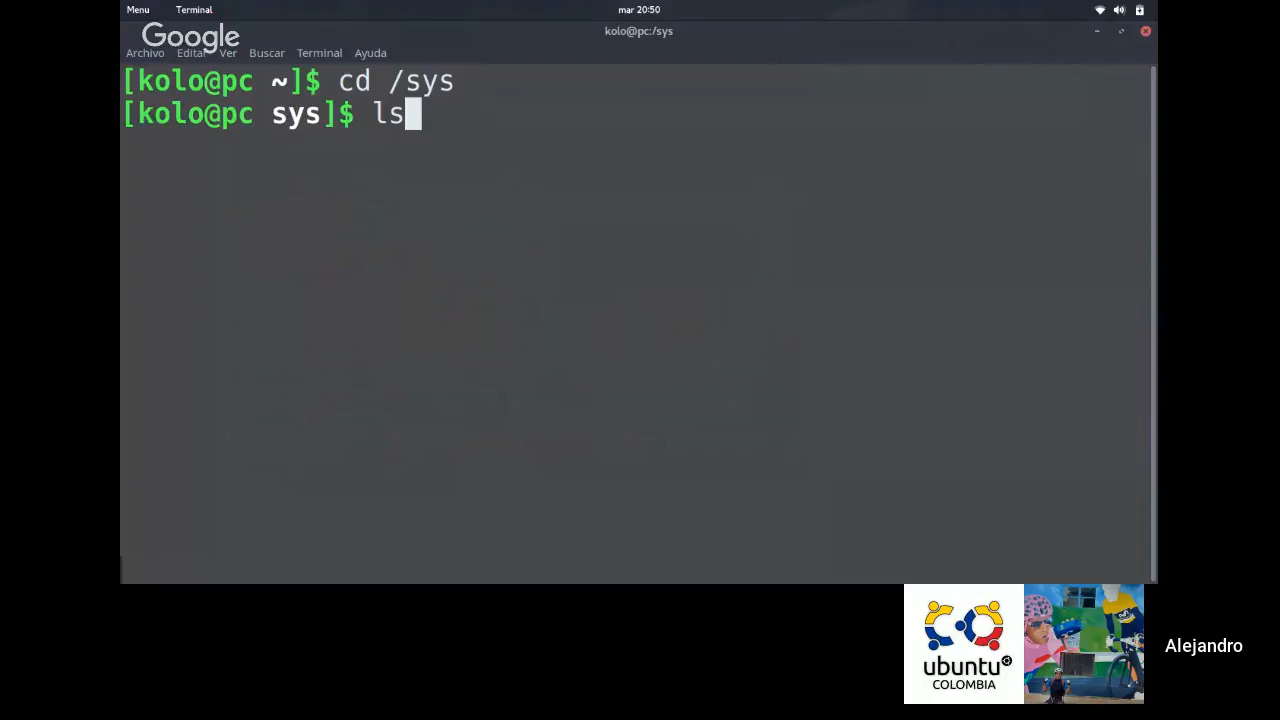 Menu Terminal mar 20:50
kolo@pc:/sys
Google
Archivo Editar Ver Buscar Terminal Ayuda
[kolo@pc ~]$ cd /sys
[kolo@pc sys]$ ls
ubuntu
COLOMBIA
Alejandro